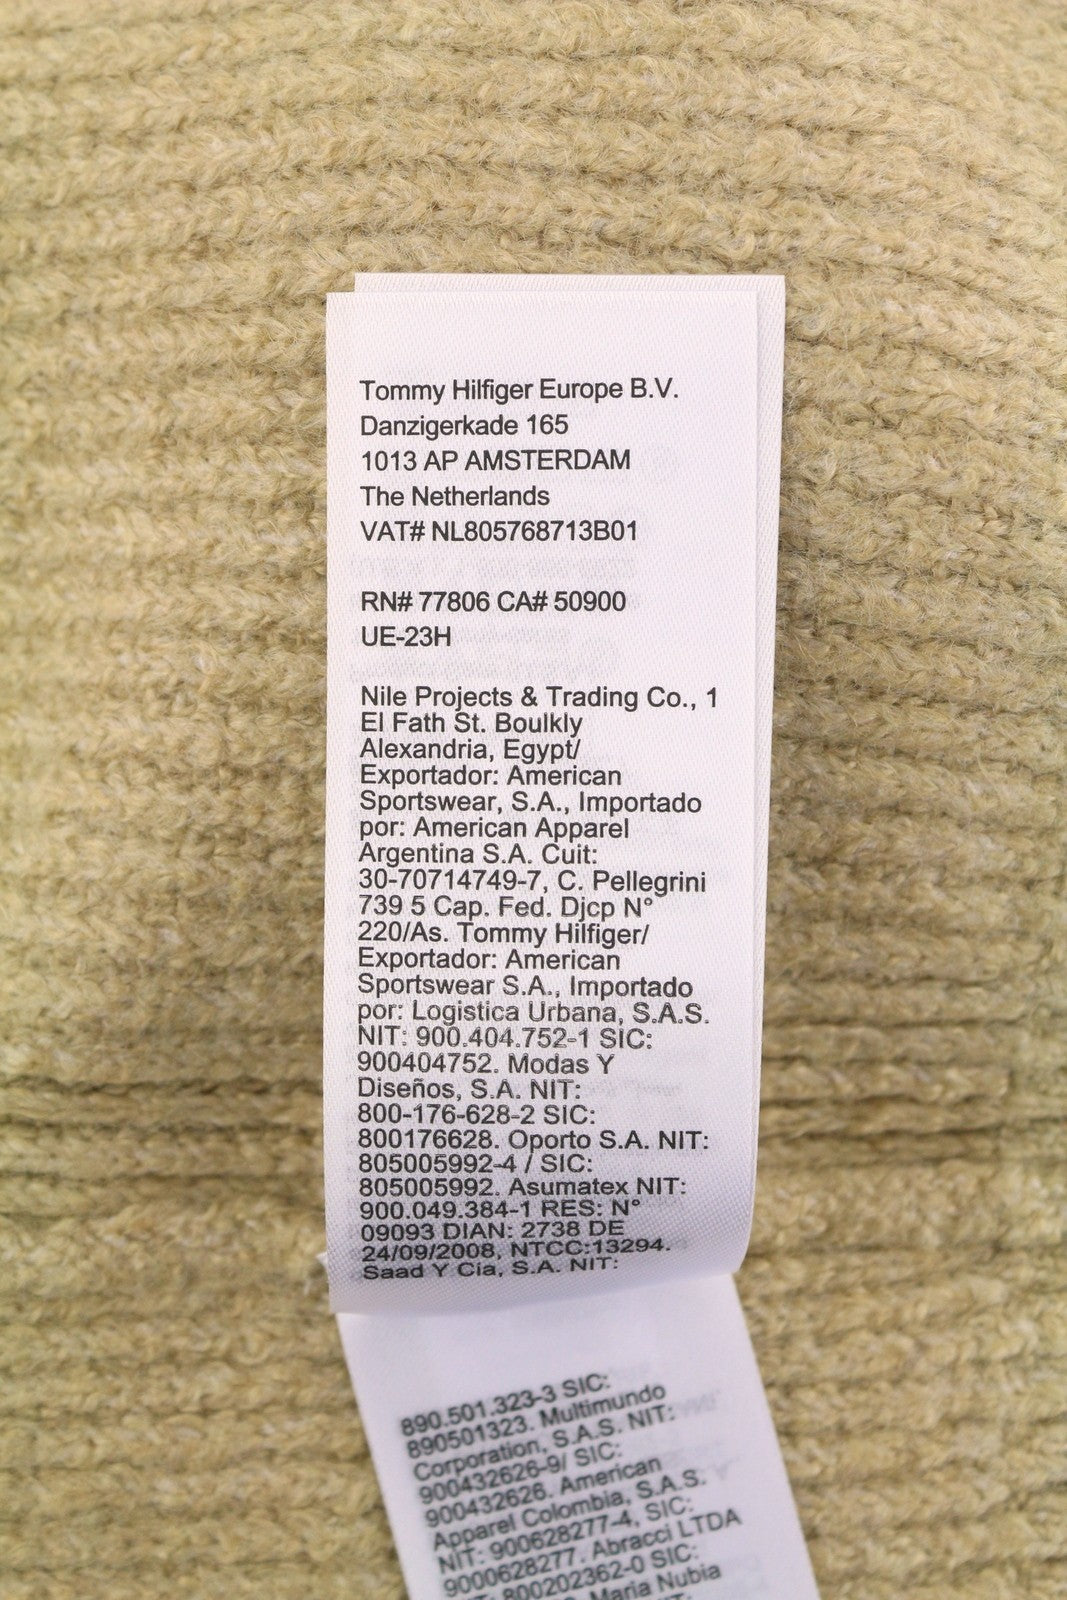 Tommy Hilfiger Europe B.V.
Danzigerkade 165
1013 AP AMSTERDAM
The Netherlands
VAT# NL805768713B01
RN# 77806 CA# 50900
UE-23H
Nile Projects & Trading Co., 1
El Fath St. Boulkly
Alexandria, Egypt/
Exportador: American
Sportswear, S.A., Importado
por: American Apparel
Argentina S.A. Cuit:
30-70714749-7, C. Pellegrini
739 5 Cap. Fed. Djcp N°
220/As. Tommy Hilfiger/
Exportador: American
Sportswear S.A., Importado
por: Logistica Urbana, S.A.S.
NIT: 900.404.752-1 SIC:
900404752. Modas Y
Diseños, S.A. NIT:
800-176-628-2 SIC:
800176628. Oporto S.A. NIT:
805005992-4 / SIC:
805005992. Asumatex NIT:
900.049.384-1 RES: N°
09093 DIAN: 2738 DE
24/09/2008, NTCC:13294.
Saad Y Cia, S.A. NIT:
890.501.323-3 SIC:
890501323. Multimundo
Corporation, S.A.S. NIT:
900432626-9/ SIC:
900432626. American
Apparel Colombia, S.A.S.
NIT: 900628277-4, SIC:
9000628277. Abracci LTDA
800202362-0 SIC:
Maria Nubia